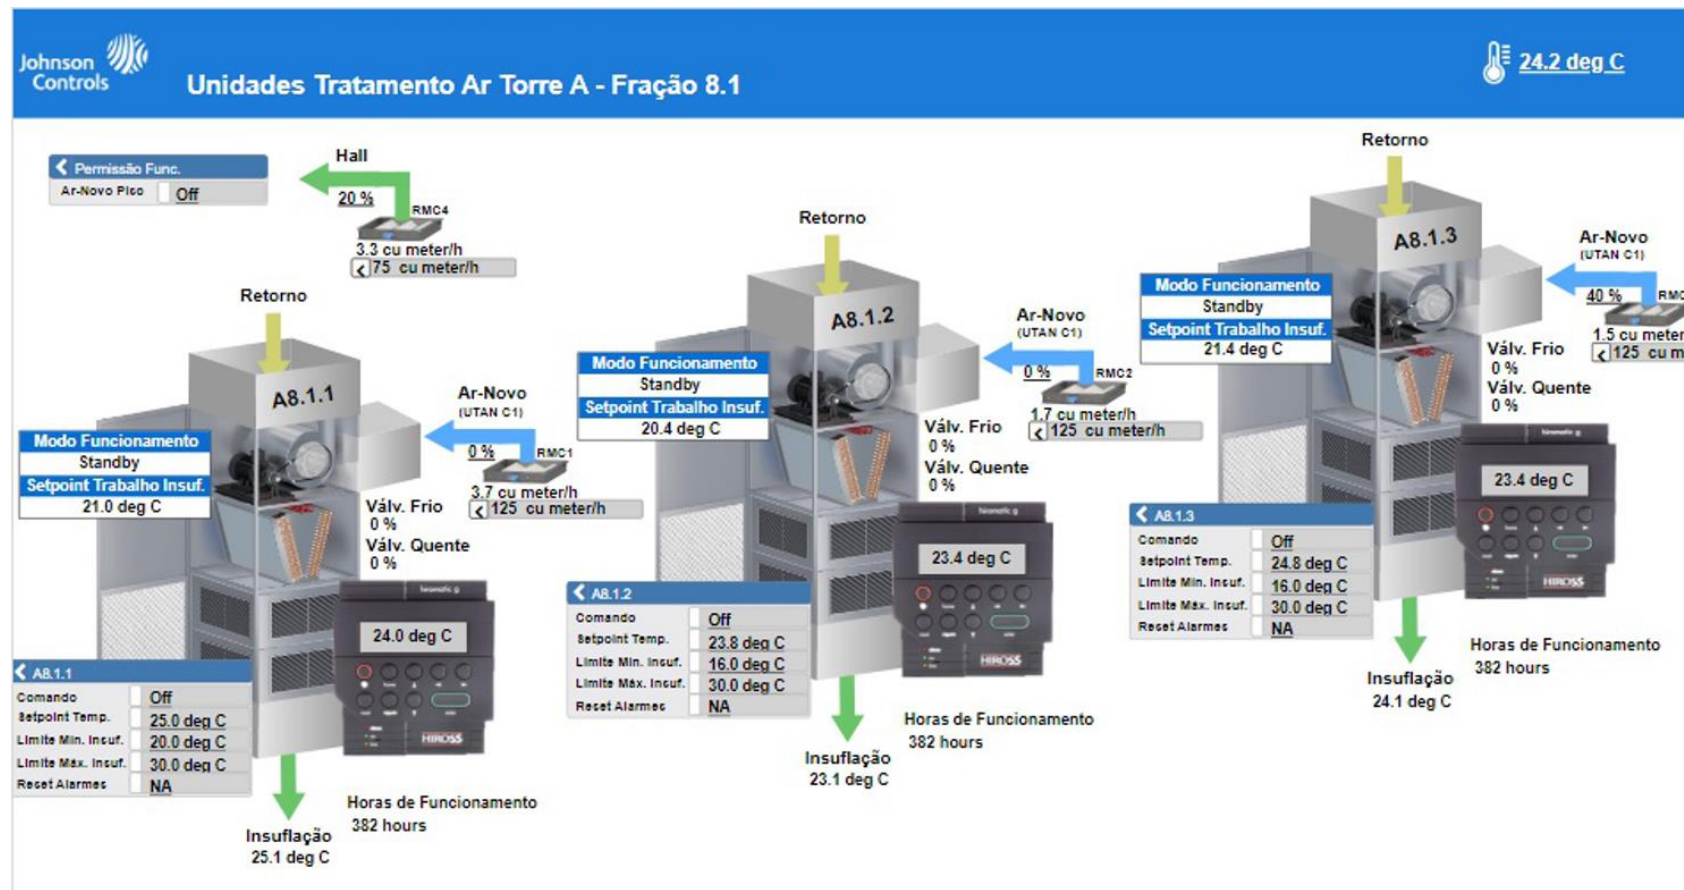 Johnson
Controls
Unidades Tratamento Ar Torre A - Fração 8.1
24.2 deg C
Permissão Func.
Ar-Novo Piso Off
Hall
20 %
RMC4
3.3 cu meter/h
75 cu meter/h
Retorno
A8.1.1
Modo Funcionamento
Standby
Setpoint Trabalho Insuf.
21.0 deg C
Ar-Novo
(UTAN C1)
0 %
RMC1
3.7 cu meter/h
125 cu meter/h
Válv. Frio
0 %
Válv. Quente
0 %
hiromatic g
24.0 deg C
HIROSS
A8.1.1
Comando Off
Setpoint Temp. 25.0 deg C
Limite Min. Insuf. 20.0 deg C
Limite Máx. Insuf. 30.0 deg C
Reset Alarmes NA
Horas de Funcionamento
382 hours
Insuflação
25.1 deg C
Retorno
A8.1.2
Modo Funcionamento
Standby
Setpoint Trabalho Insuf.
20.4 deg C
Ar-Novo
(UTAN C1)
0 %
RMC2
1.7 cu meter/h
125 cu meter/h
Válv. Frio
0 %
Válv. Quente
0 %
hiromatic g
23.4 deg C
HIROSS
A8.1.2
Comando Off
Setpoint Temp. 23.8 deg C
Limite Min. Insuf. 16.0 deg C
Limite Máx. Insuf. 30.0 deg C
Reset Alarmes NA
Horas de Funcionamento
382 hours
Insuflação
23.1 deg C
Retorno
A8.1.3
Modo Funcionamento
Standby
Setpoint Trabalho Insuf.
21.4 deg C
Ar-Novo
(UTAN C1)
40 %
RMC
1.5 cu meter
125 cu m
Válv. Frio
0 %
Válv. Quente
0 %
hiromatic g
23.4 deg C
HIROSS
A8.1.3
Comando Off
Setpoint Temp. 24.8 deg C
Limite Min. Insuf. 16.0 deg C
Limite Máx. Insuf. 30.0 deg C
Reset Alarmes NA
Horas de Funcionamento
382 hours
Insuflação
24.1 deg C